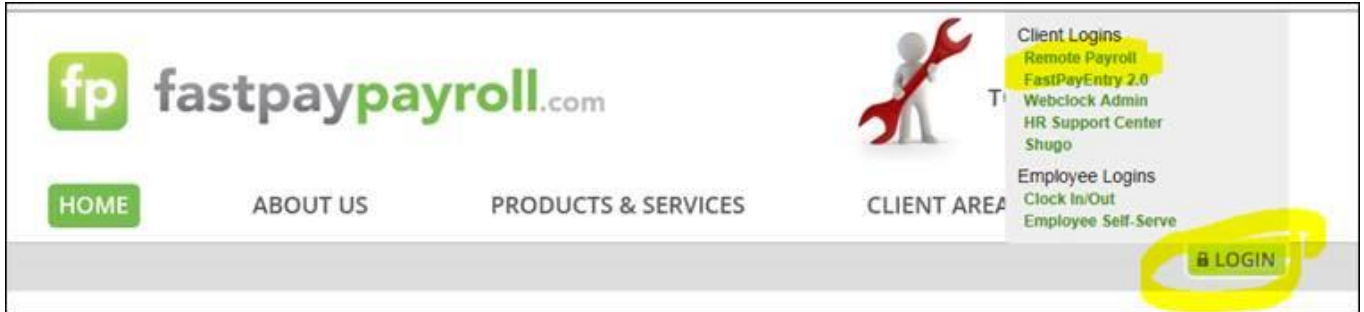 fp fastpaypayroll.com
Client Logins
Remote Payroll
FastPayEntry 2.0
Webclock Admin
HR Support Center
Shugo
Employee Logins
Clock In/Out
Employee Self-Serve
HOME ABOUT US PRODUCTS & SERVICES CLIENT AREA
LOGIN